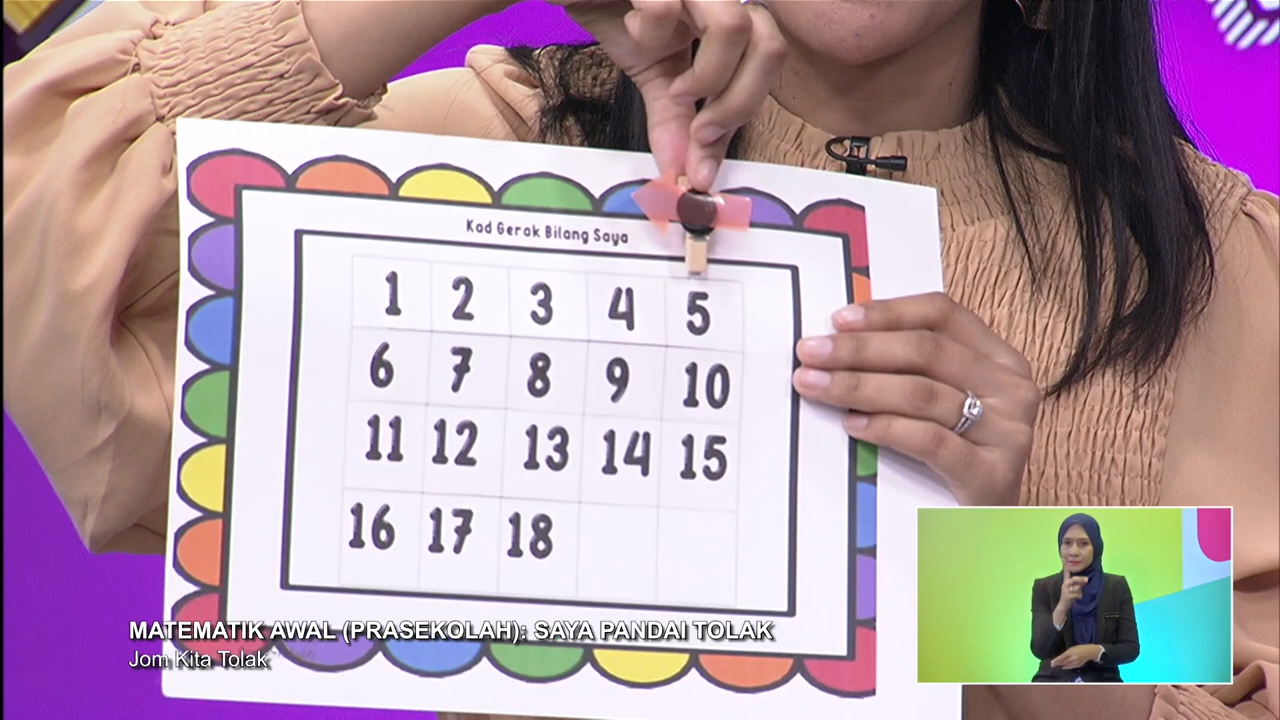 Kad Gerak Bilang Saya
1 2 3 4 5
6 7 8 9 10
11 12 13 14 15
16 17 18
MATEMATIK AWAL (PRASEKOLAH): SAYA PANDAI TOLAK
Jom Kita Tolak